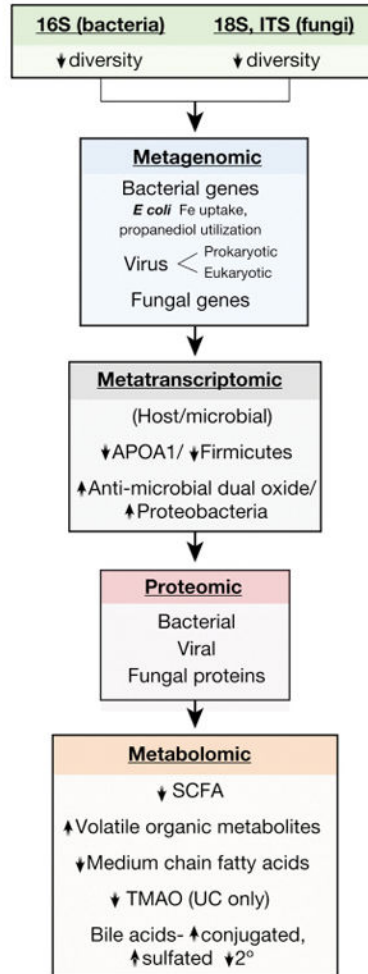 16S (bacteria) 18S, ITS (fungi)
↓diversity ↓diversity
Metagenomic
Bacterial genes
E coli Fe uptake,
propanediol utilization
Virus < Prokaryotic
Eukaryotic
Fungal genes
Metatranscriptomic
(Host/microbial)
↓APOA1/ ↓Firmicutes
↑Anti-microbial dual oxide/
↑Proteobacteria
Proteomic
Bacterial
Viral
Fungal proteins
Metabolomic
↓ SCFA
↑Volatile organic metabolites
↓Medium chain fatty acids
↓ TMAO (UC only)
Bile acids- ↑conjugated,
↑sulfated ↓2º